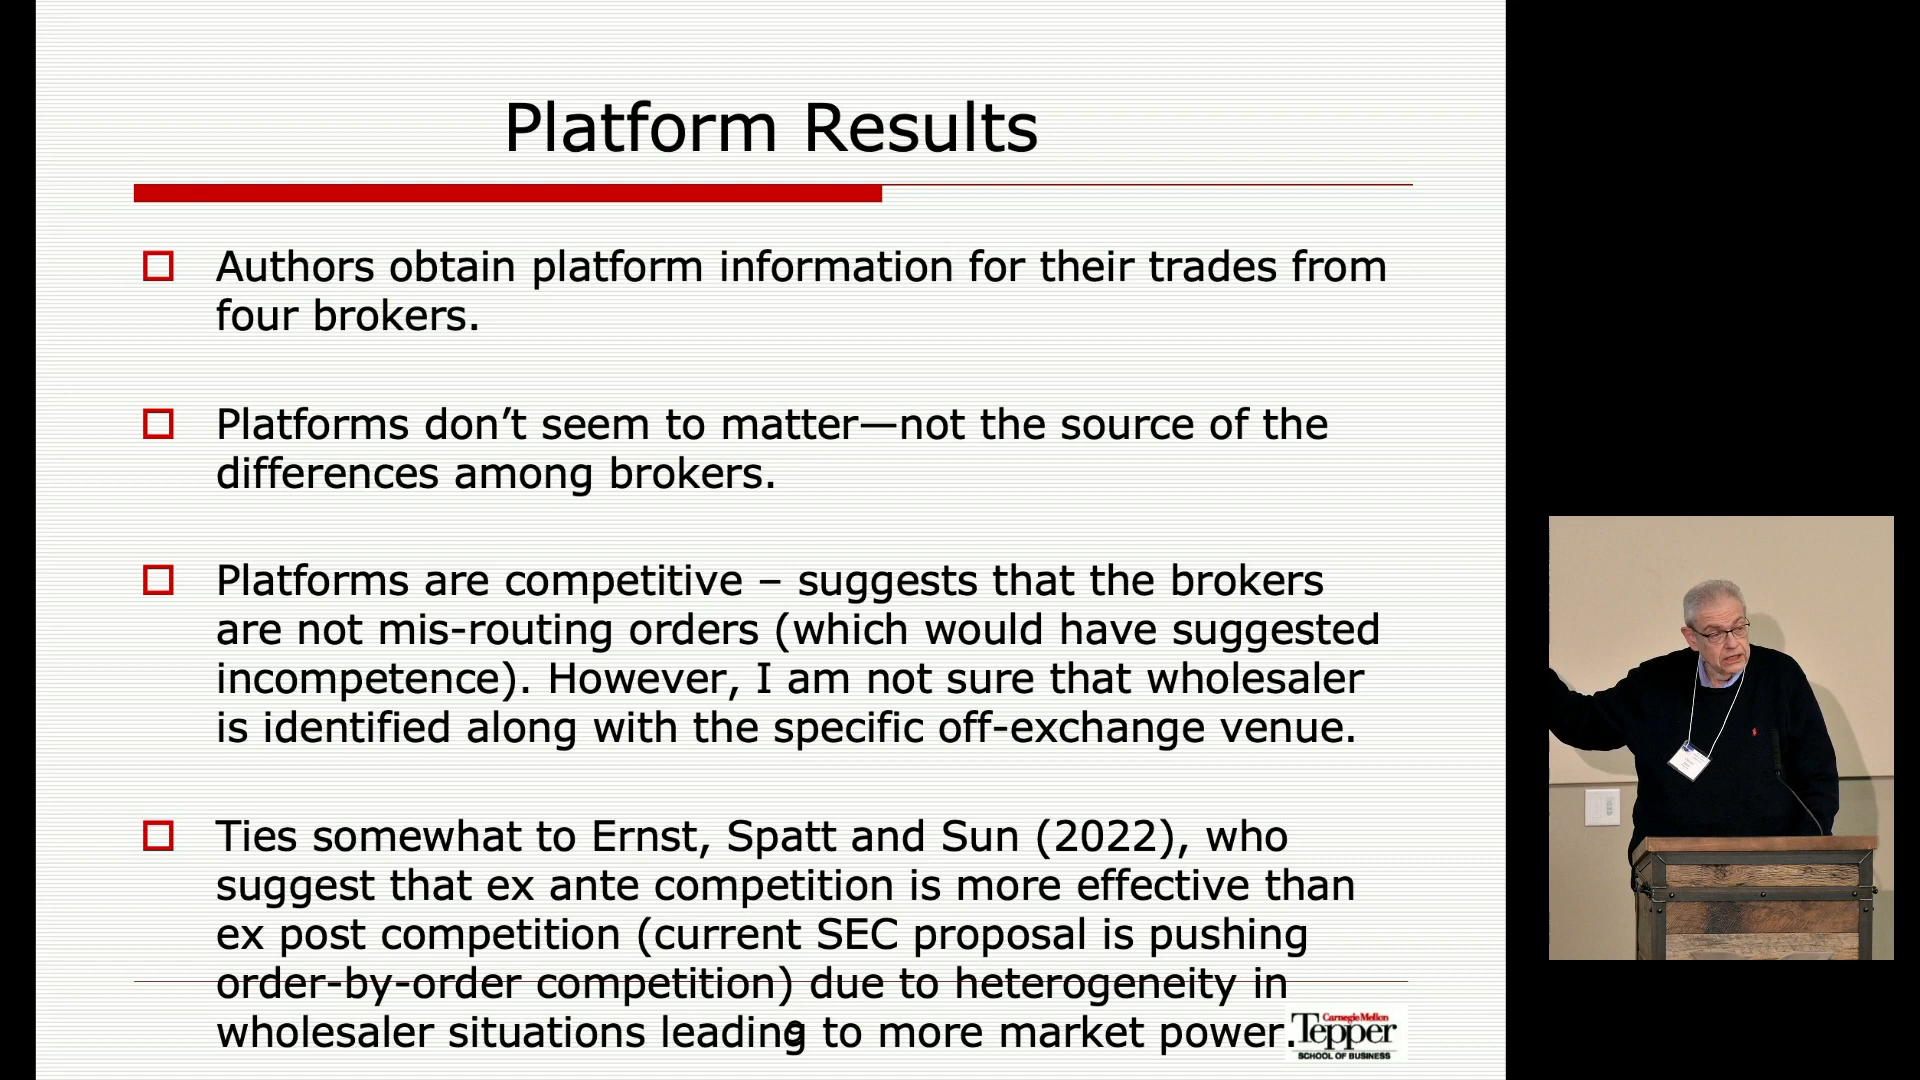 Platform Results
Authors obtain platform information for their trades from
four brokers.
Platforms don’t seem to matter—not the source of the
differences among brokers.
Platforms are competitive – suggests that the brokers
are not mis-routing orders (which would have suggested
incompetence). However, I am not sure that wholesaler
is identified along with the specific off-exchange venue.
Ties somewhat to Ernst, Spatt and Sun (2022), who
suggest that ex ante competition is more effective than
ex post competition (current SEC proposal is pushing
order-by-order competition) due to heterogeneity in
wholesaler situations leading to more market power.
9
Carnegie Mellon
Tepper
SCHOOL OF BUSINESS